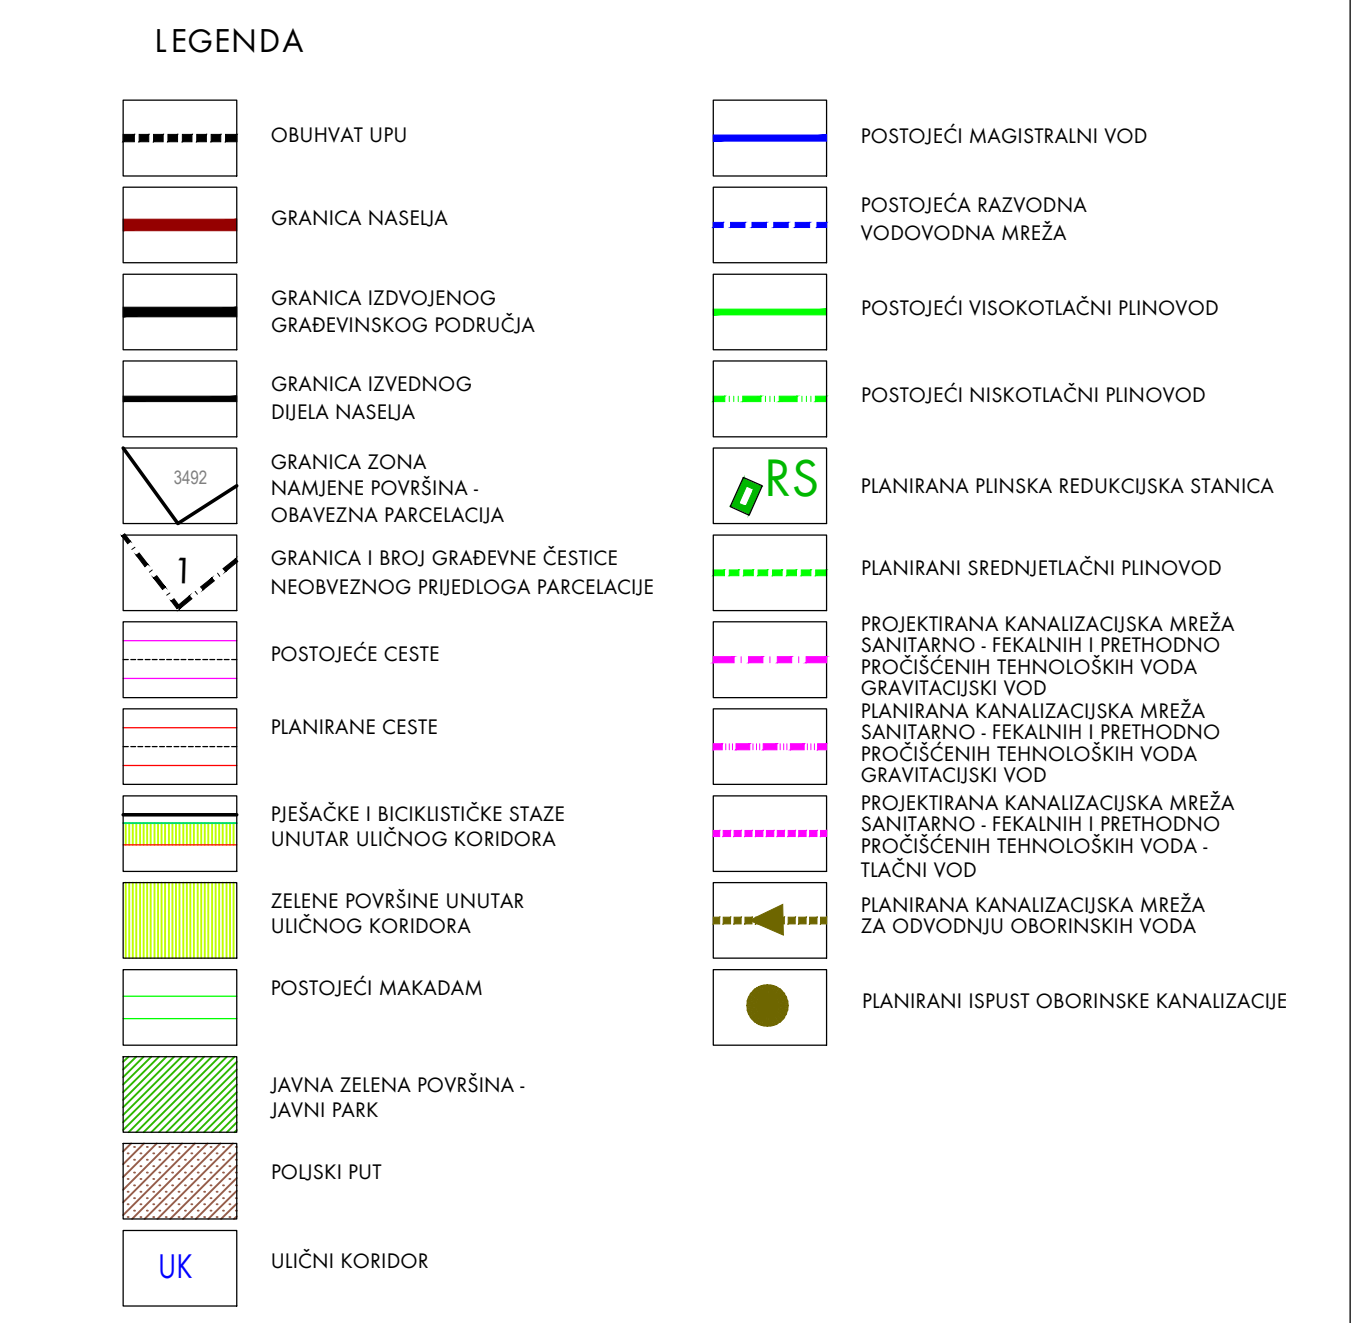 LEGENDA
OBUHVAT UPU
GRANICA NASELJA
GRANICA IZDVOJENOG
GRAĐEVINSKOG PODRUČJA
GRANICA IZVEDNOG
DIJELA NASELJA
3492
GRANICA ZONA
NAMJENE POVRŠINA -
OBAVEZNA PARCELACIJA
1
GRANICA I BROJ GRAĐEVNE ČESTICE
NEOBVEZNOG PRIJEDLOGA PARCELACIJE
POSTOJEĆE CESTE
PLANIRANE CESTE
PJEŠAČKE I BICIKLISTIČKE STAZE
UNUTAR ULIČNOG KORIDORA
ZELENE POVRŠINE UNUTAR
ULIČNOG KORIDORA
POSTOJEĆI MAKADAM
JAVNA ZELENA POVRŠINA -
JAVNI PARK
POLJSKI PUT
UK
ULIČNI KORIDOR
POSTOJEĆI MAGISTRALNI VOD
POSTOJEĆA RAZVODNA
VODOVODNA MREŽA
POSTOJEĆI VISOKOTLAČNI PLINOVOD
POSTOJEĆI NISKOTLAČNI PLINOVOD
RS
PLANIRANA PLINSKA REDUKCIJSKA STANICA
PLANIRANI SREDNJETLAČNI PLINOVOD
PROJEKTIRANA KANALIZACIJSKA MREŽA
SANITARNO - FEKALNIH I PRETHODNO
PROČIŠĆENIH TEHNOLOŠKIH VODA
GRAVITACIJSKI VOD
PLANIRANA KANALIZACIJSKA MREŽA
SANITARNO - FEKALNIH I PRETHODNO
PROČIŠĆENIH TEHNOLOŠKIH VODA
GRAVITACIJSKI VOD
PROJEKTIRANA KANALIZACIJSKA MREŽA
SANITARNO - FEKALNIH I PRETHODNO
PROČIŠĆENIH TEHNOLOŠKIH VODA -
TLAČNI VOD
PLANIRANA KANALIZACIJSKA MREŽA
ZA ODVODNJU OBORINSKIH VODA
PLANIRANI ISPUST OBORINSKE KANALIZACIJE